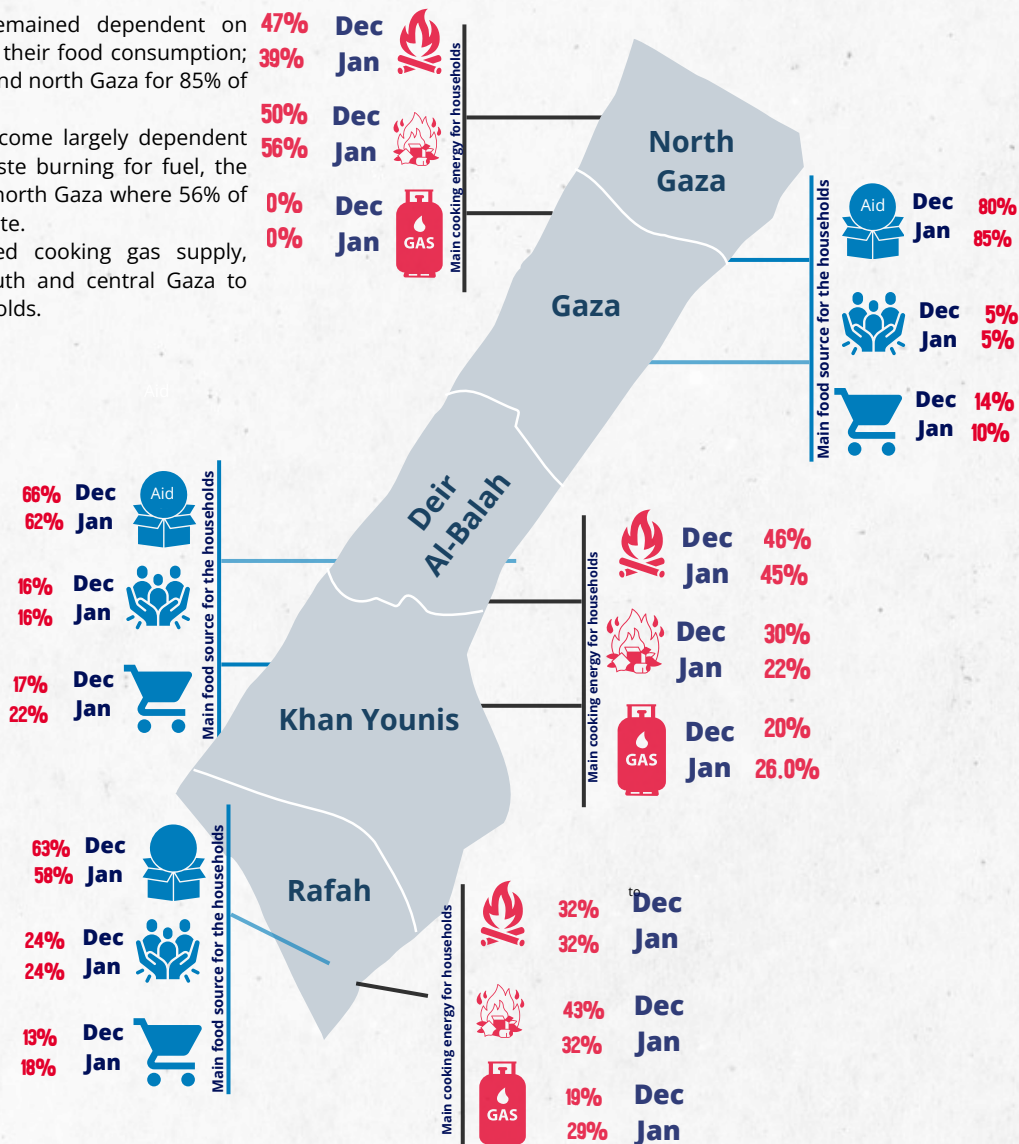 emained dependent on
their food consumption;
nd north Gaza for 85% of
come largely dependent
ste burning for fuel, the
north Gaza where 56% of
te.
ed cooking gas supply,
uth and central Gaza to
olds.
47% Dec
39% Jan
50% Dec
56% Jan
0% Dec
0% Jan
GAS
Main cooking energy for households
North
Gaza
Gaza
Deir
Al-Balah
Khan Younis
Rafah
Main food source for the households
Aid
Dec 80%
Jan 85%
Dec 5%
Jan 5%
Dec 14%
Jan 10%
Aid
66% Dec
62% Jan
Aid
16% Dec
16% Jan
17% Dec
22% Jan
Main food source for the households
Main cooking energy for households
Dec 46%
Jan 45%
Dec 30%
Jan 22%
GAS
Dec 20%
Jan 26.0%
63% Dec
58% Jan
24% Dec
24% Jan
13% Dec
18% Jan
Main food source for the households
Main cooking energy for households
to
32% Dec
32% Jan
43% Dec
32% Jan
GAS
19% Dec
29% Jan